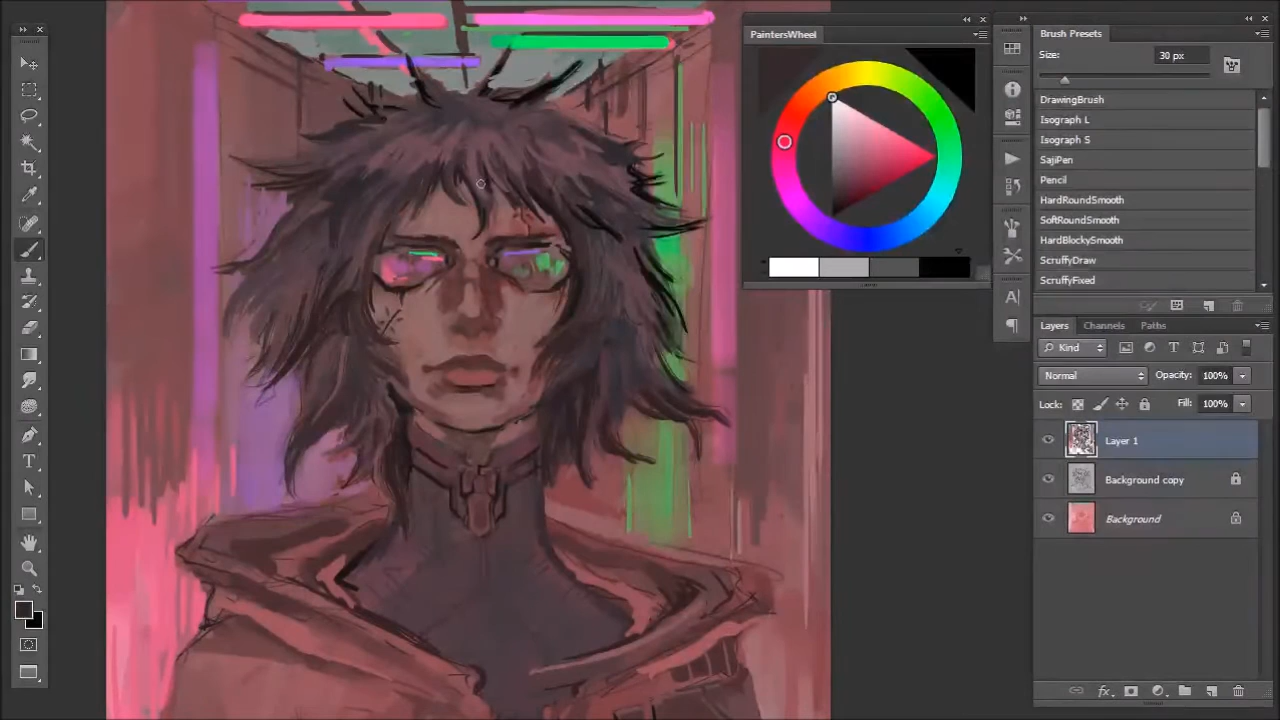 PaintersWheel
Brush Presets
Size:
30 px
DrawingBrush
Isograph L
Isograph S
SajiPen
Pencil
HardRoundSmooth
SoftRoundSmooth
HardBlockySmooth
ScruffyDraw
ScruffyFixed
Layers
Channels
Paths
Kind
Normal
Opacity:
100%
Lock:
Fill:
100%
Layer 1
Background copy
Background